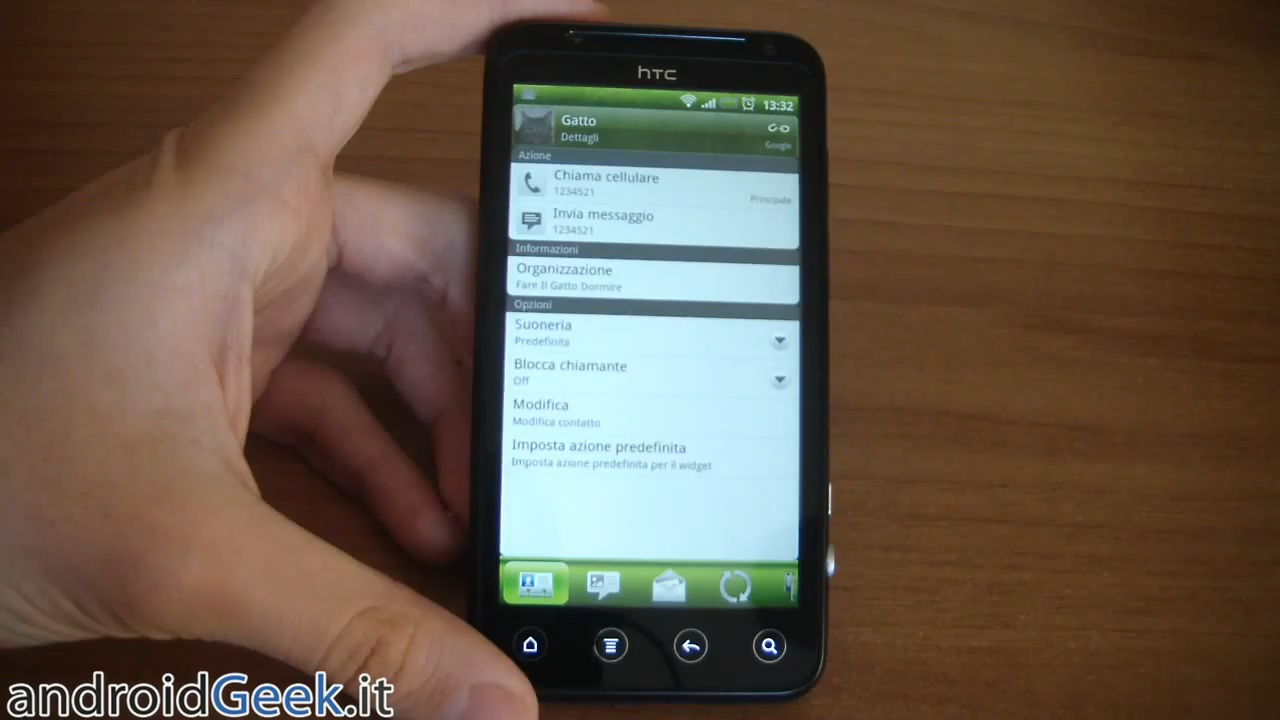 hTC
13:32
Gatto
Dettagli
Google
Azione
Chiama cellulare
1234521
Principale
Invia messaggio
1234521
Informazioni
Organizzazione
Fare Il Gatto Dormire
Opzioni
Suoneria
Predefinita
Blocca chiamante
Off
Modifica
Modifica contatto
Imposta azione predefinita
Imposta azione predefinita per il widget
androidGeek.it